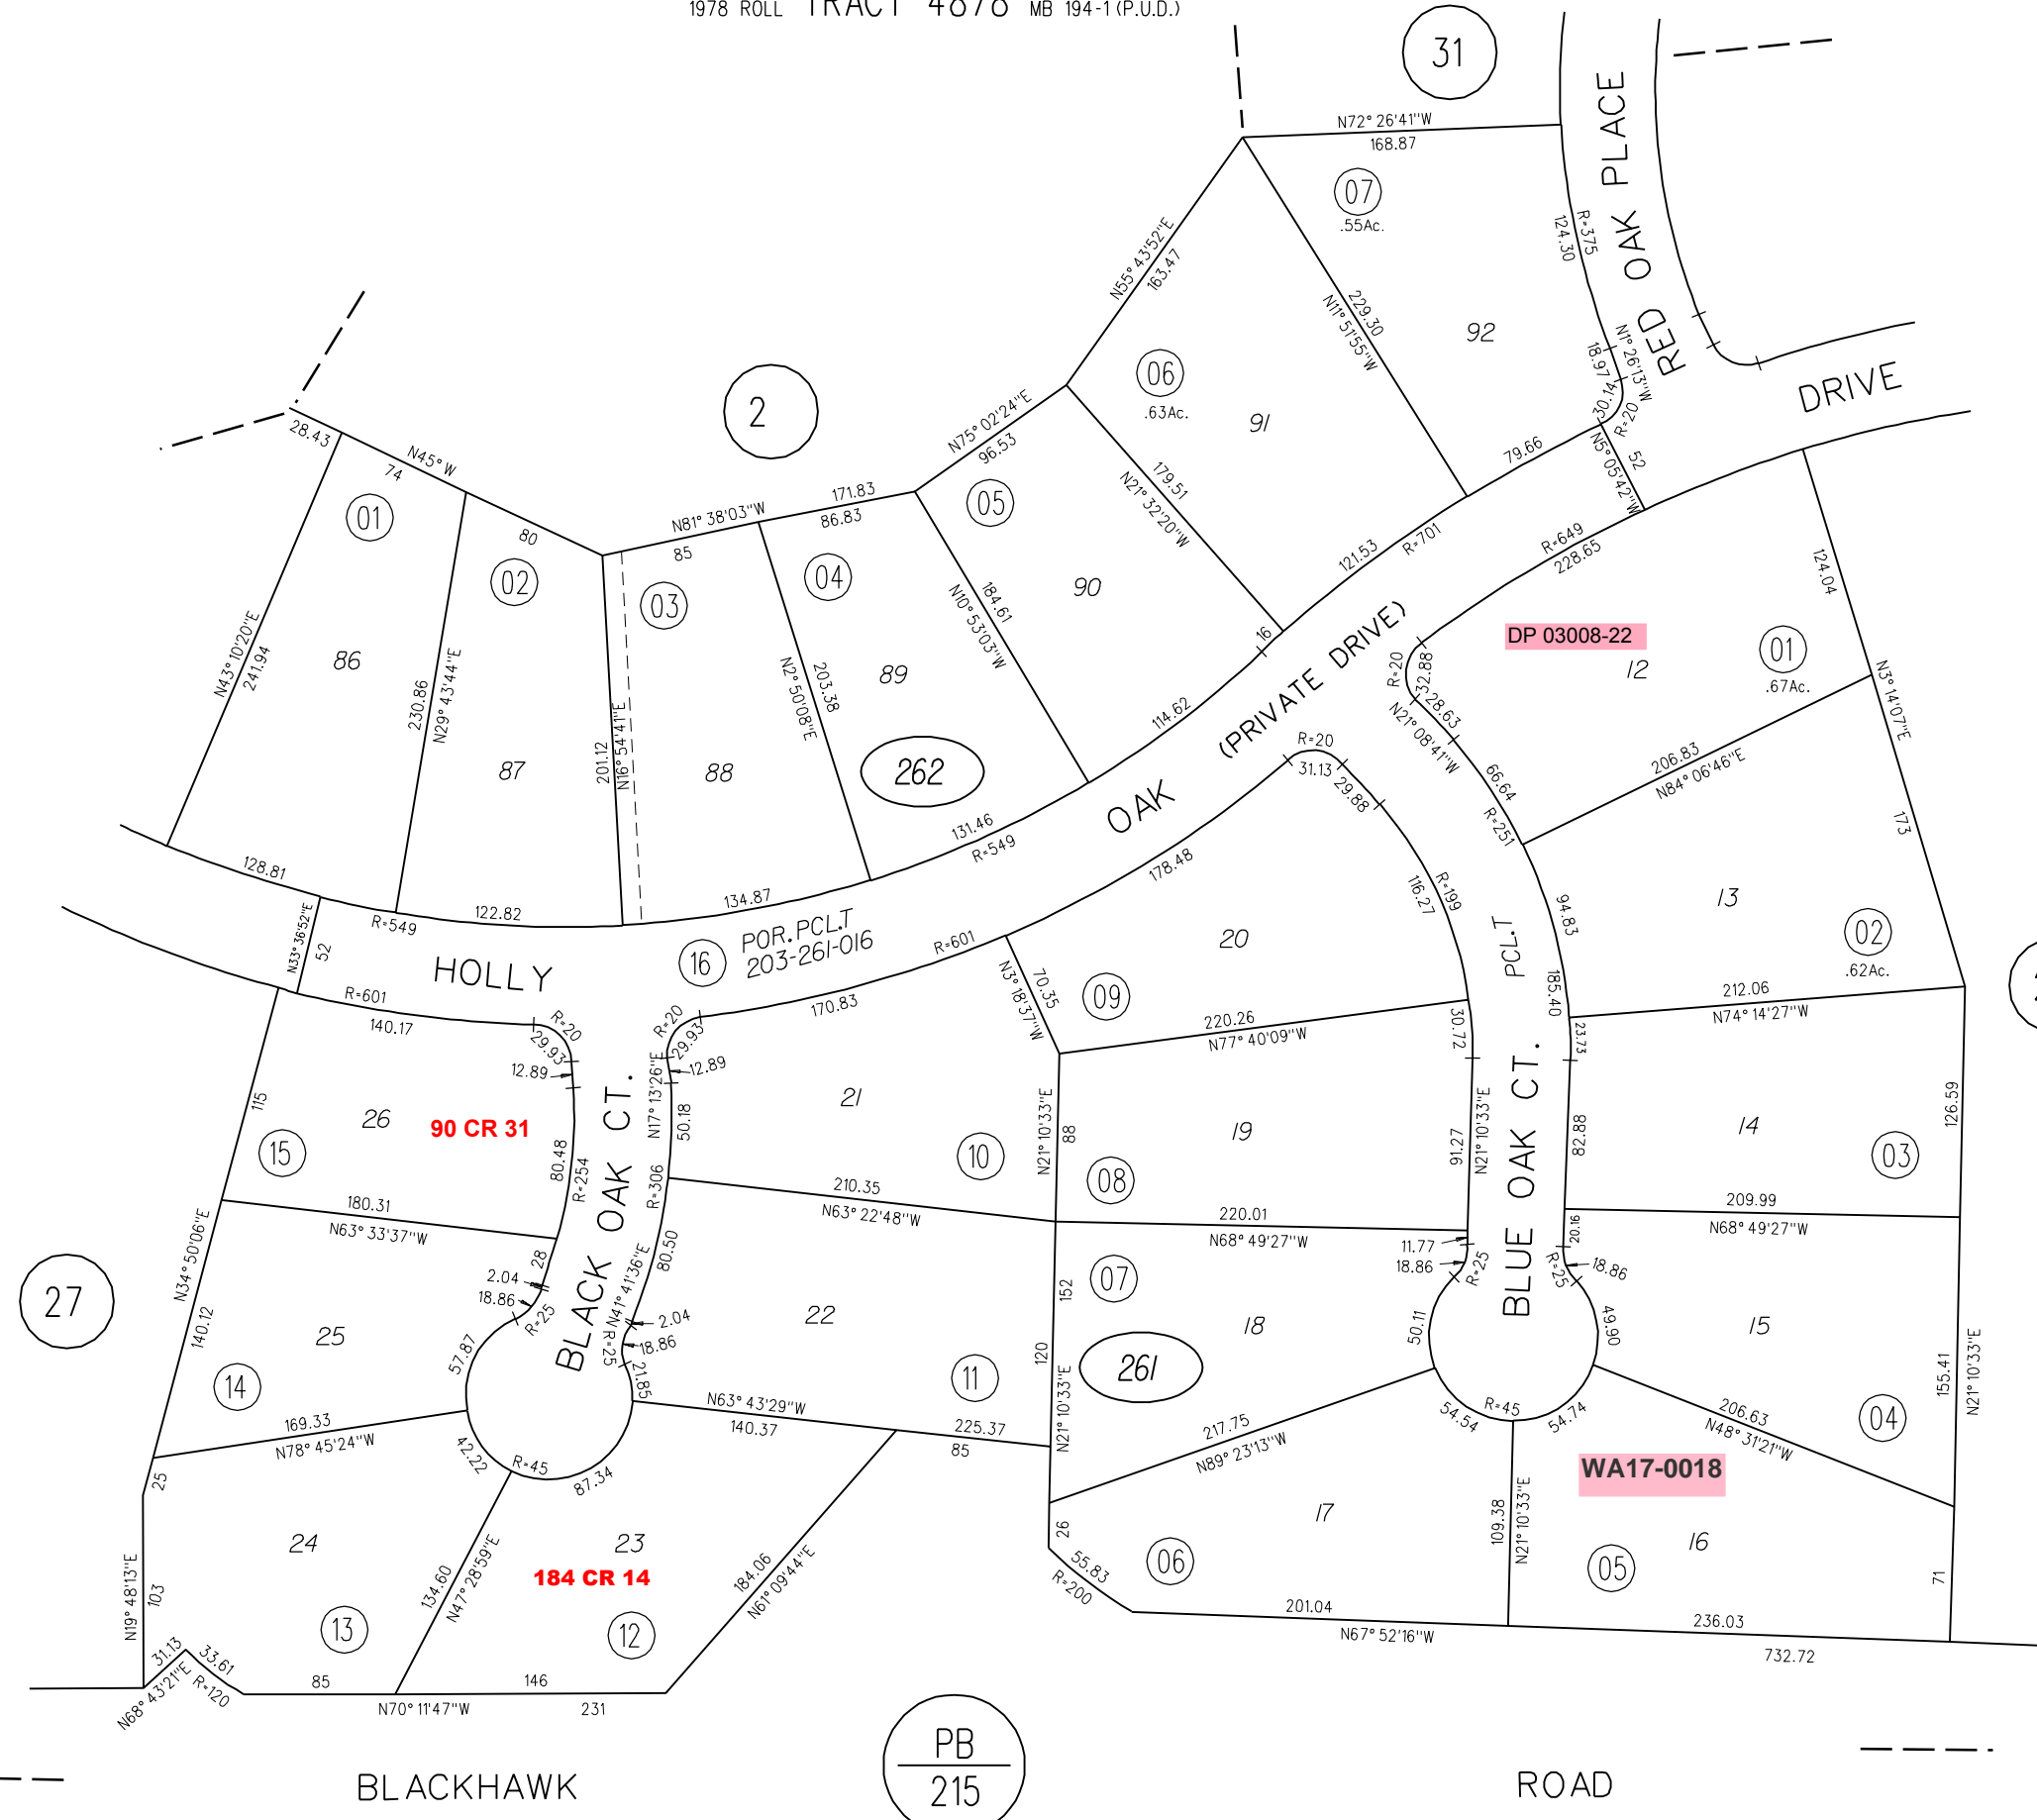 1978 ROLL TRACT 4878 MB 194-1 (P.U.D.)
31
RED OAK PLACE
N72° 26'41"W
168.87
07
.55Ac.
R=375
124.30
N55° 43'52"E
163.47
229.30
N11° 51'55"W
92
N1° 26'13"W
18.97
30.14
R=20
DRIVE
06
.63Ac.
91
2
N75° 02'24"E
96.53
28.43
N45° W
74
80
79.66
N5° 05'42"W
52
01
171.83
N81° 38'03"W
86.83
85
05
179.51
N21° 32'20"W
R=701
121.53
R=649
228.65
124.04
02
03
04
90
184.61
N10° 53'03"W
N43° 10'20"E
241.94
86
230.86
N29° 43'44"E
87
201.12
N16° 54'41"E
88
N2° 50'08"E
203.38
89
262
114.62
16
(PRIVATE DRIVE)
R=20
32.88
DP 03008-22
12
01
.67Ac.
N3° 14'07"E
28.63
N21° 08'41"W
206.83
N84° 06'46"E
66.64
R=251
173
R=20
31.13
29.88
OAK
128.81
R=549
122.82
134.87
131.46
R=549
178.48
116.27
R=199
94.83
13
02
.62Ac.
N33° 36'52"E
52
HOLLY
16
POR. PCL.T
203-261-016
R=601
20
PCL.T
R=601
140.17
R=20
29.93
12.89
R=20
29.93
12.89
170.83
70.35
N3° 18'37"W
09
220.26
N77° 40'09"W
30.72
185.40
23.73
212.06
N74° 14'27"W
115
26
90 CR 31
15
80.48
R=254
N17° 13'26"E
50.18
R=306
21
10
N21° 10'33"E
88
19
08
91.27
N21° 10'33"E
BLUE OAK CT.
82.88
14
03
126.59
180.31
N63° 33'37"W
BLACK OAK CT.
210.35
N63° 22'48"W
220.01
N68° 49'27"W
209.99
N68° 49'27"W
N34° 50'06"E
140.12
28
2.04
18.86
R=25
N41° 41'36"E
80.50
2.04
18.86
R=25
21.85
11.77
18.86
R=25
20.16
18.86
R=25
27
25
14
57.87
22
11
152
120
N21° 10'33"E
07
18
261
50.11
49.90
15
04
155.41
N21° 10'33"E
169.33
N78° 45'24"W
42.22
R=45
87.34
N63° 43'29"W
140.37
225.37
85
217.75
N89° 23'13"W
54.54
R=45
54.74
206.63
N48° 31'21"W
WA17-0018
25
24
23
184 CR 14
134.60
N47° 28'59"E
184.06
N61° 09'44"E
26
55.83
R=200
17
06
109.38
N21° 10'33"E
16
05
71
N19° 48'13"E
103
13
12
31.13
N68° 43'21"E
33.61
R=120
85
146
N70° 11'47"W
231
201.04
N67° 52'16"W
236.03
732.72
PB
215
BLACKHAWK
ROAD